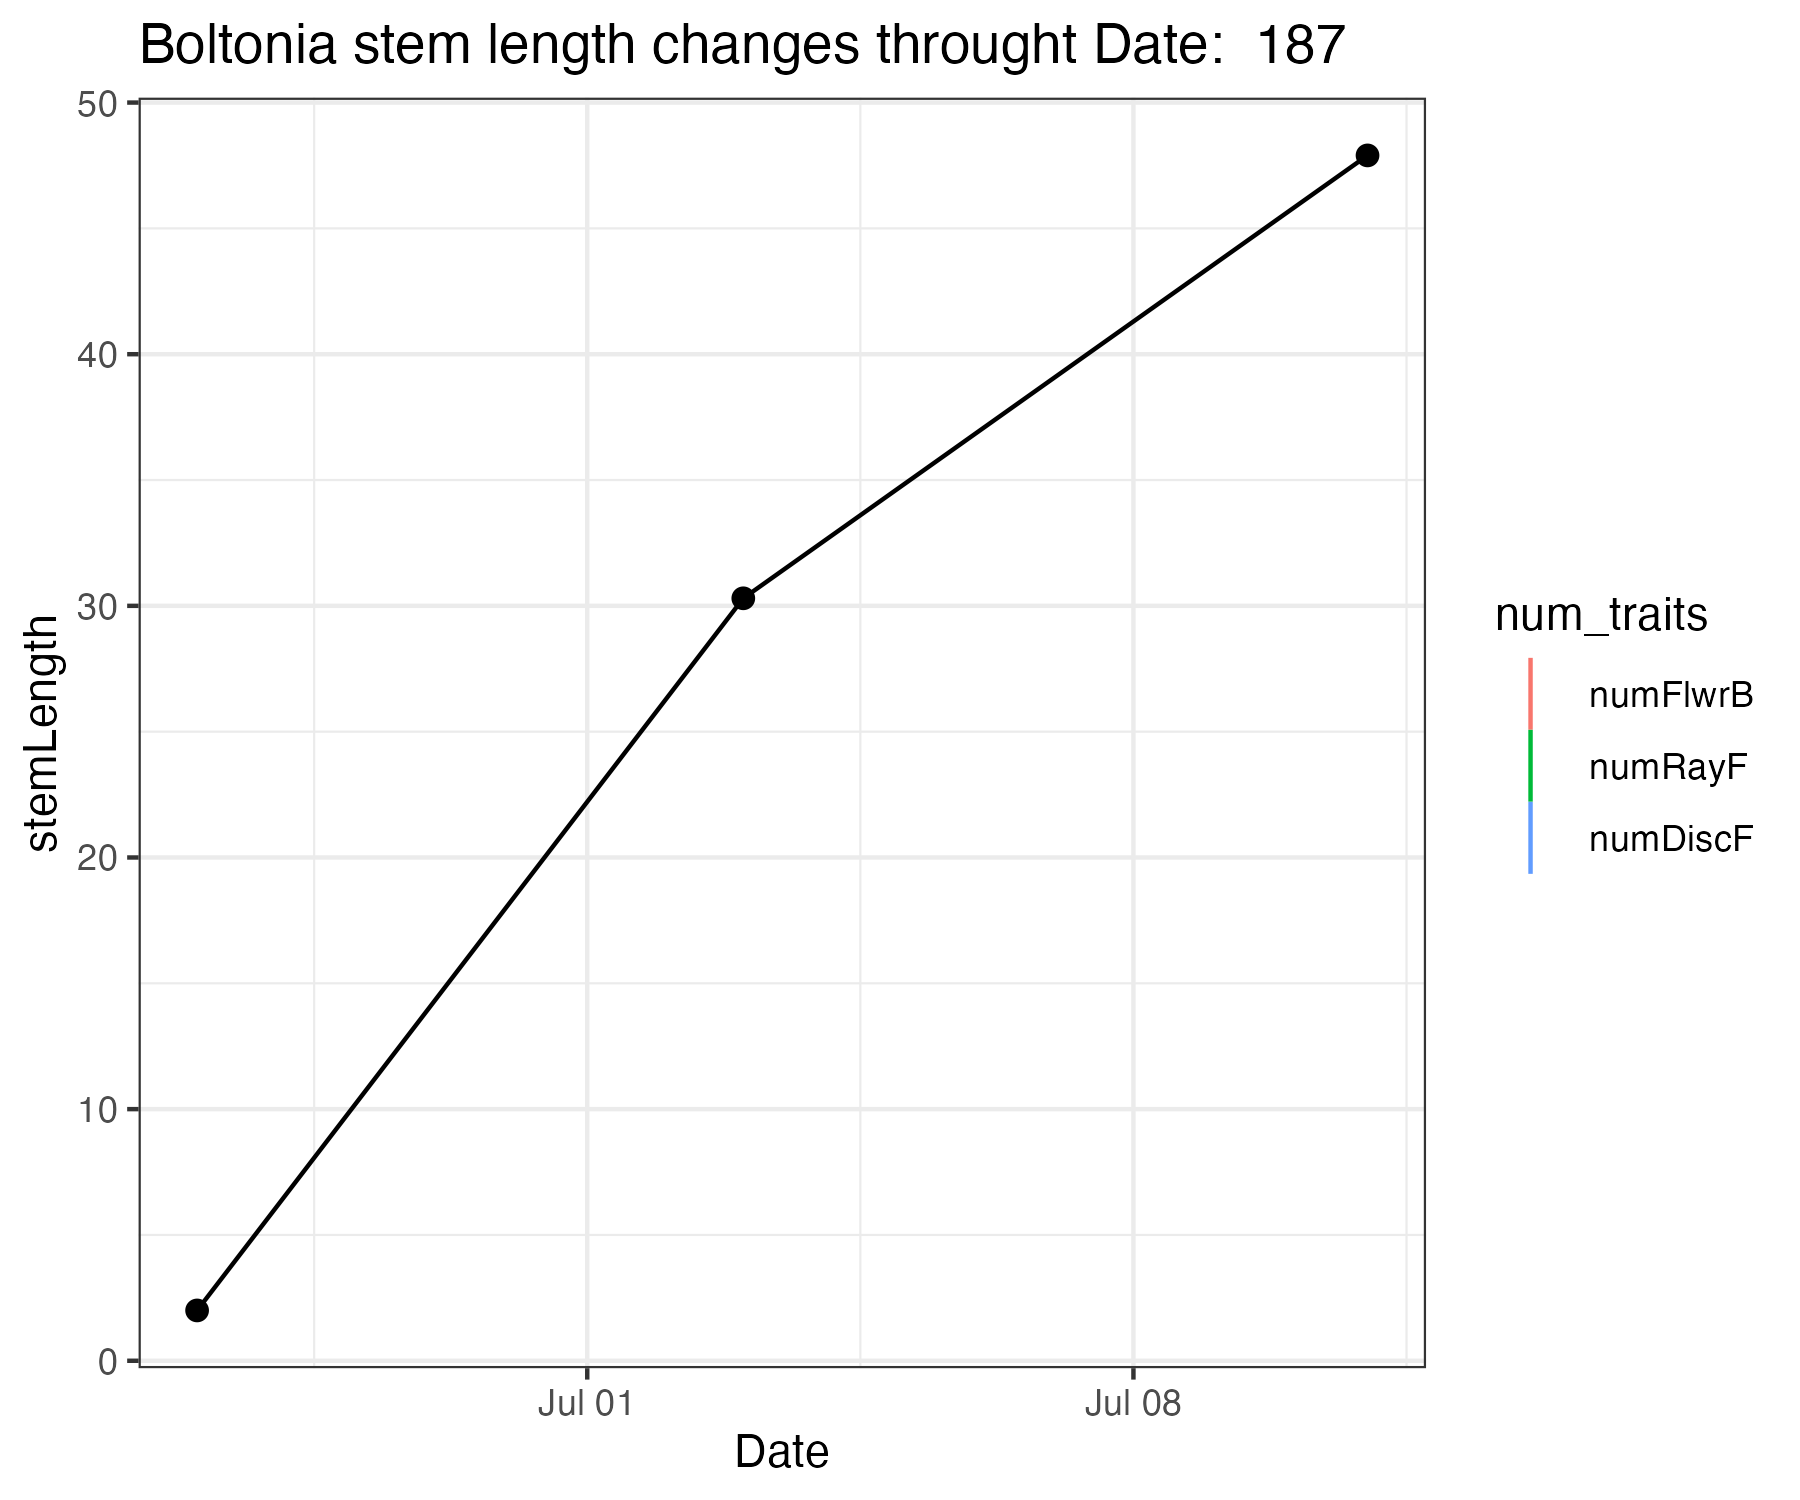 Boltonia stem length changes throught Date:  187
50
40
30
20
10
0
stemLength
Jul 01
Jul 08
Date
num_traits
numFlwrB
numRayF
numDiscF